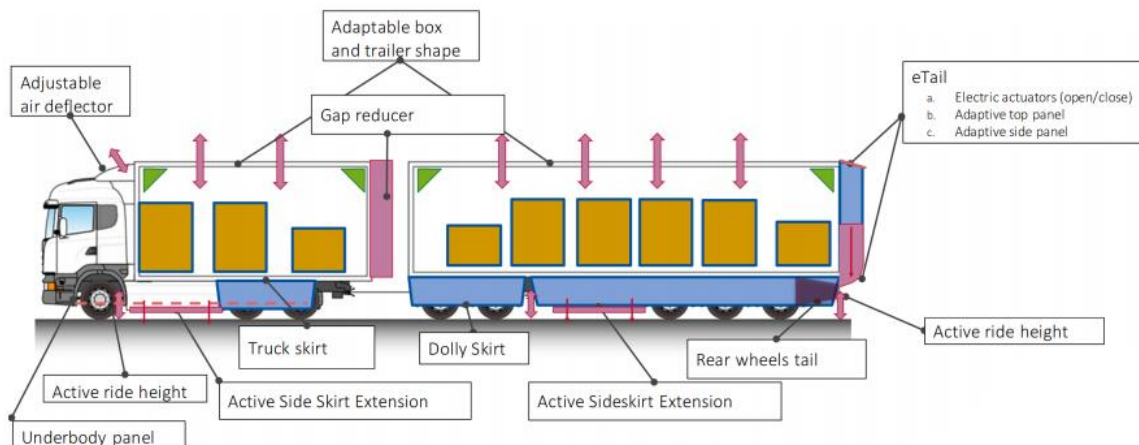 Adaptable box
and trailer shape
Adjustable
air deflector
Gap reducer
eTail
a. Electric actuators (open/close)
b. Adaptive top panel
c. Adaptive side panel
Truck skirt
Dolly Skirt
Rear wheels tail
Active ride height
Active ride height
Active Side Skirt Extension
Active Sideskirt Extension
Underbody panel